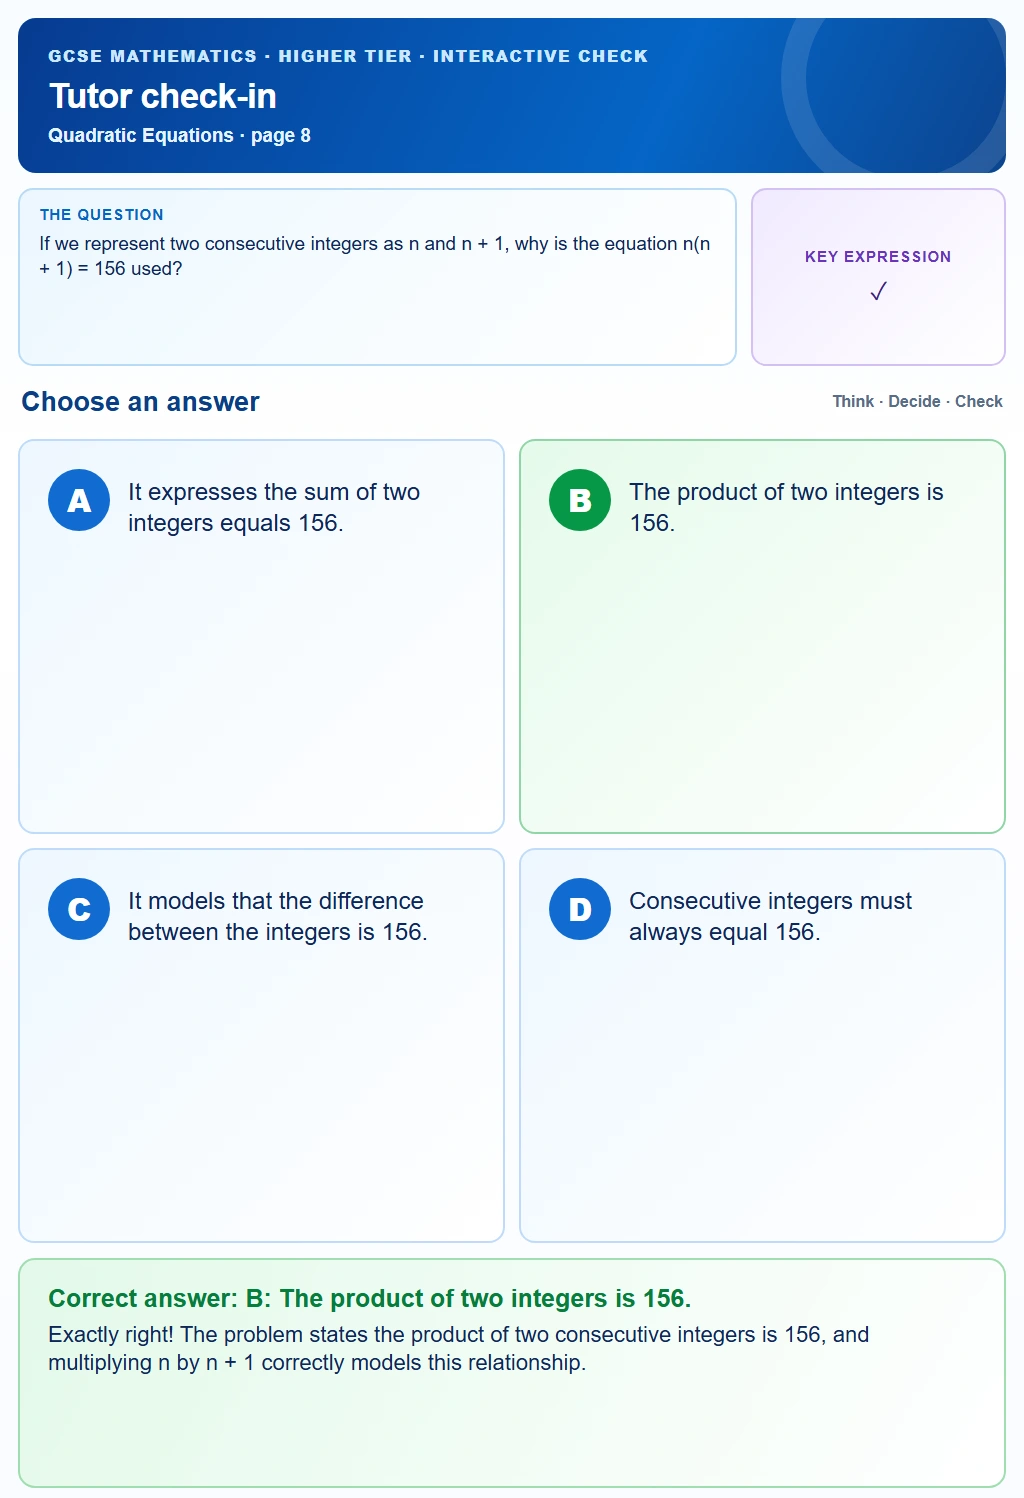 GCSE MATHEMATICS · HIGHER TIER · INTERACTIVE CHECK
Tutor check-in
Quadratic Equations · page 8
THE QUESTION
If we represent two consecutive integers as n and n + 1, why is the equation n(n
+ 1) = 156 used?
KEY EXPRESSION
✓
Choose an answer
Think · Decide · Check
A
It expresses the sum of two
integers equals 156.
B
The product of two integers is
156.
C
It models that the difference
between the integers is 156.
D
Consecutive integers must
always equal 156.
Correct answer: B: The product of two integers is 156.
Exactly right! The problem states the product of two consecutive integers is 156, and
multiplying n by n + 1 correctly models this relationship.